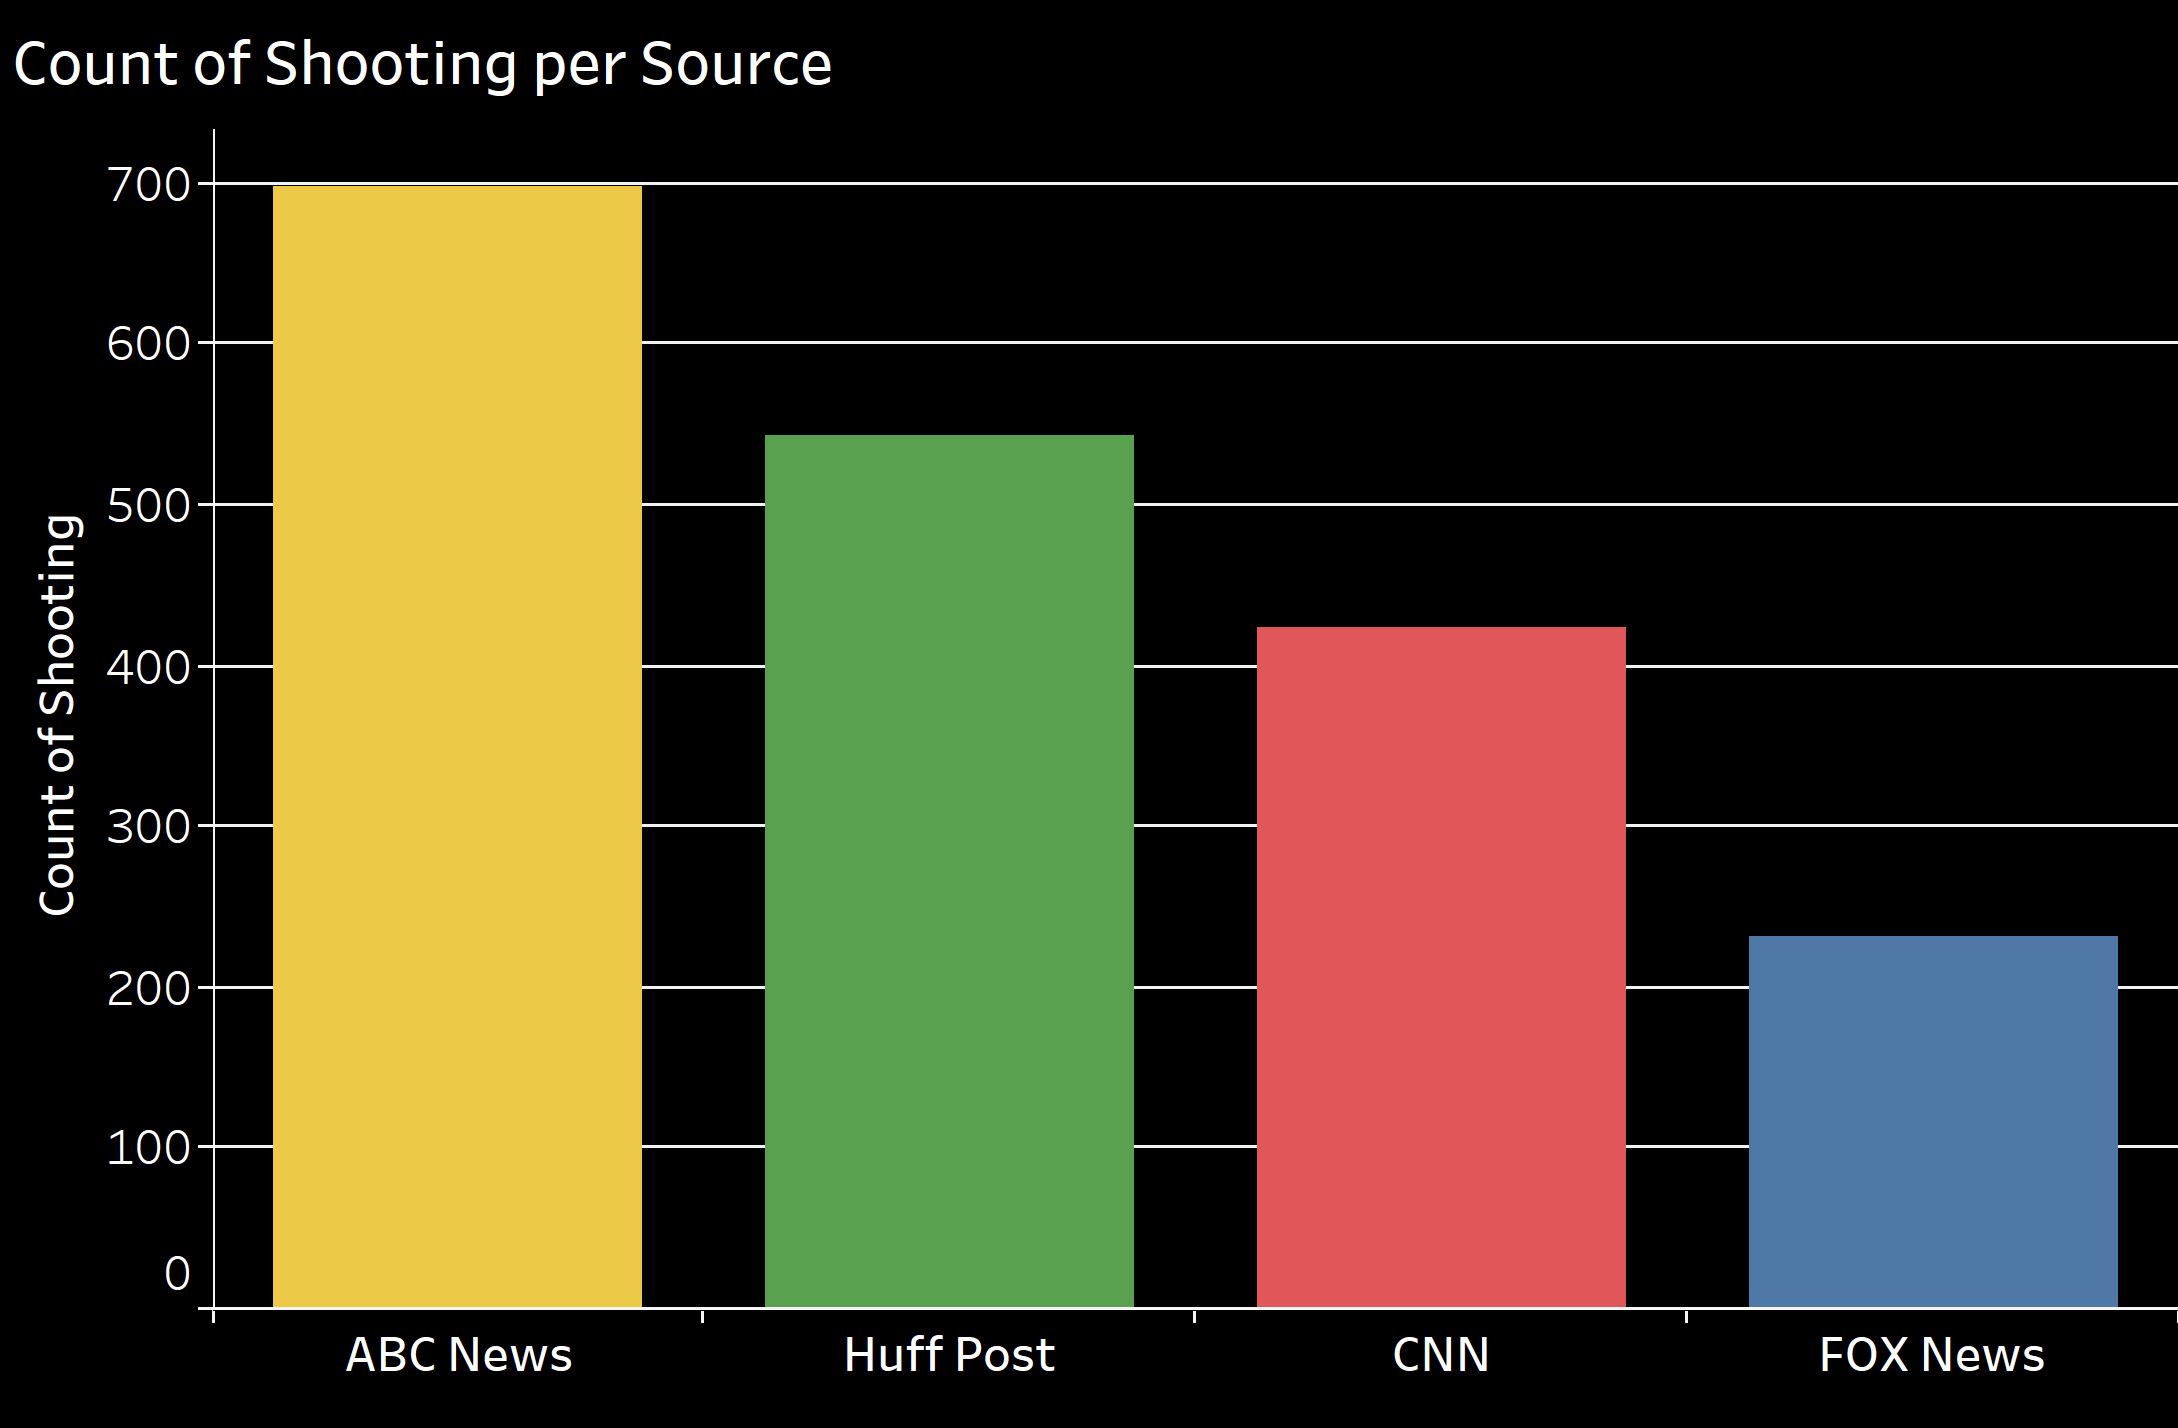 Count of Shooting per Source
Count of Shooting
700
600
500
400
300
200
100
0
ABC News
Huff Post
CNN
FOX News